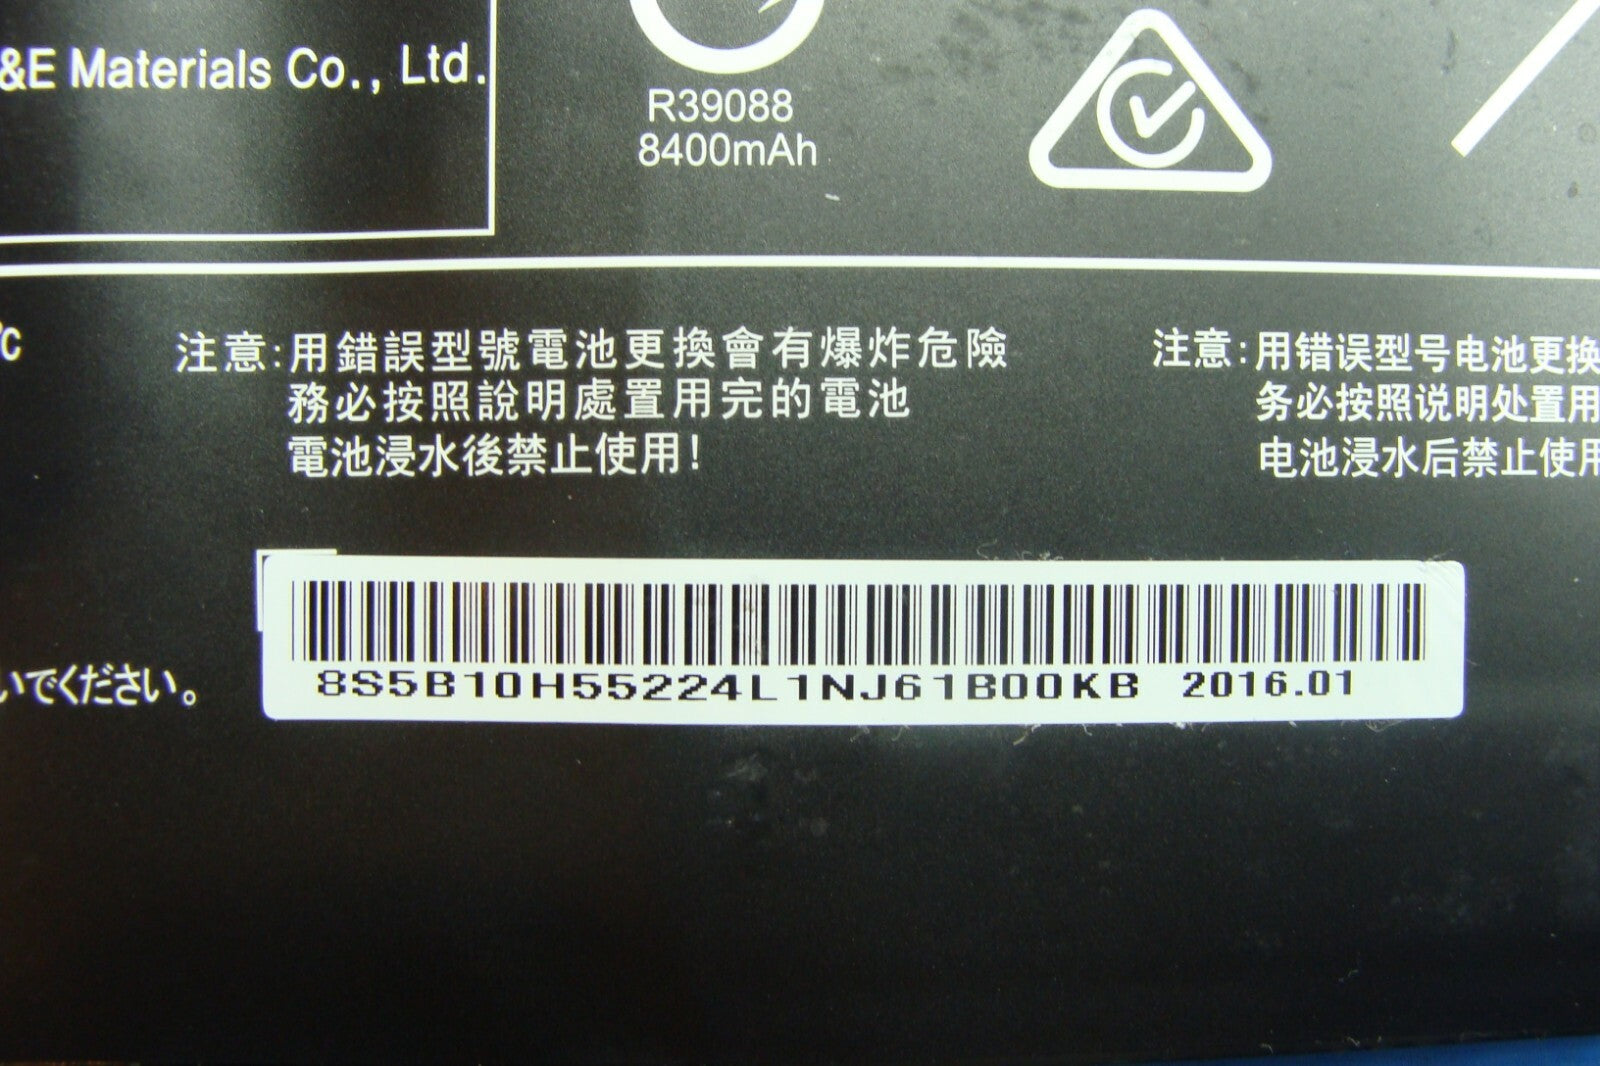 &E Materials Co., Ltd.
R39088
8400mAh
℃
注意:用錯誤型號電池更換會有爆炸危險
務必按照說明處置用完的電池
電池浸水後禁止使用!
注意:用错误型号电池更换
务必按照说明处置用
电池浸水后禁止使用
いでください。
8S5B10H55224L1NJ61B00KB 2016.01